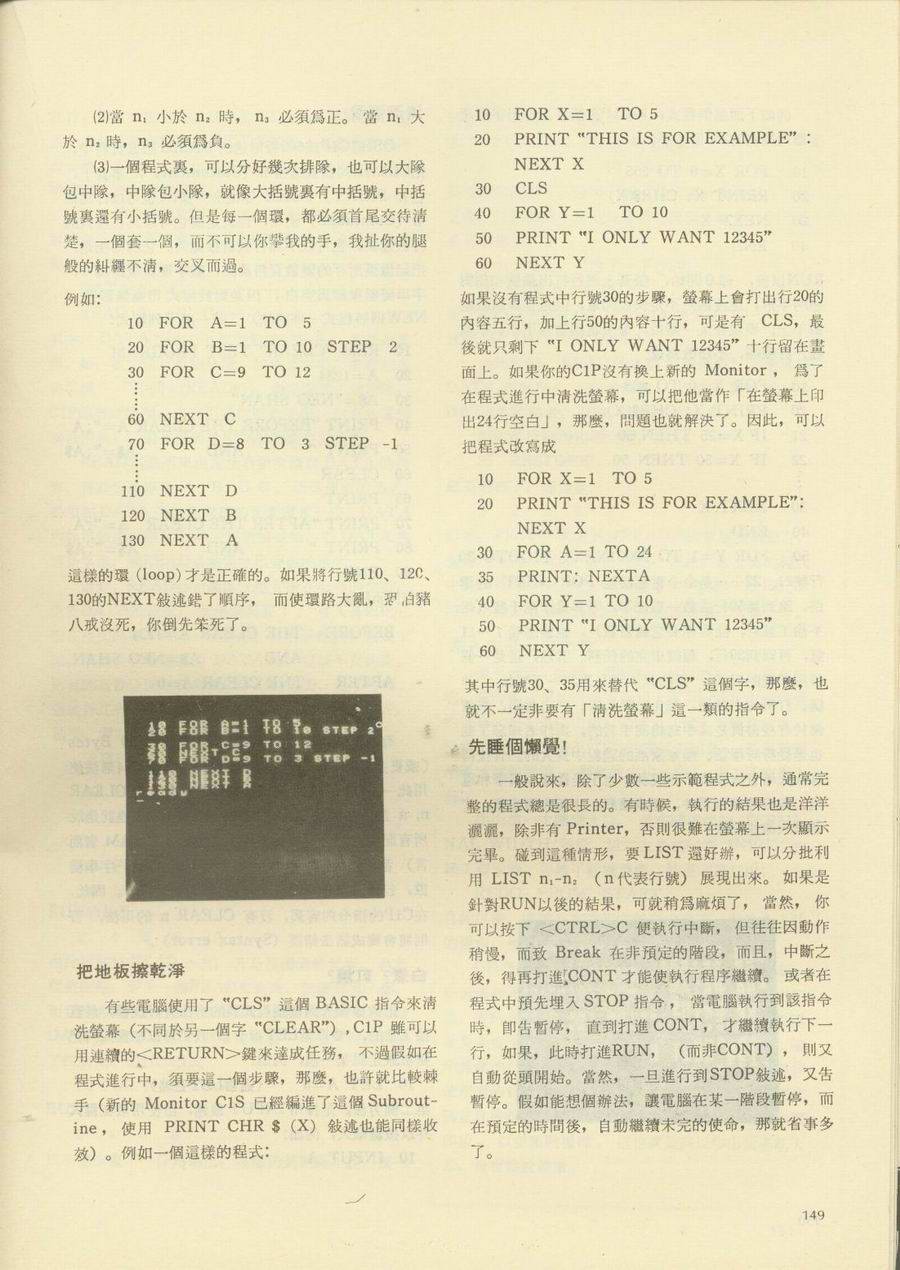 ⑵當 n₁ 小於 n₂ 時， n₃ 必須爲正。 當 n₁ 大
於 n₂ 時，n₃ 必須爲負。
⑶一個程式裏，可以分好幾次排隊，也可以大隊
包中隊，中隊包小隊，就像大括號裏有中括號，中括
號裏還有小括號。但是每一個環，都必須首尾交待淸
楚，一個套一個，而不可以你攀我的手，我扯你的腿
般的糾纒不淸，交叉而過。
例如：
10 FOR A=1 TO 5
20 FOR B=1 TO 10 STEP 2
30 FOR C=9 TO 12
⋮
60 NEXT C
70 FOR D=8 TO 3 STEP -1
⋮
110 NEXT D
120 NEXT B
130 NEXT A
這樣的環 (loop) 才是正確的。如果將行號110、120、
130的NEXT敍述錯了順序， 而使環路大亂，恐怕豬
八戒沒死，你倒先笨死了。
10 FOR A=1 TO 5
20 FOR B=1 TO 10 STEP 2
30 FOR C=9 TO 12
60 NEXT C
70 FOR D=9 TO 3 STEP -1
110 NEXT D
NEXT A
ready
把地板擦乾淨
有些電腦使用了 "CLS" 這個 BASIC 指令來淸
洗螢幕（不同於另一個字 "CLEAR"）,C1P 雖可以
用連續的<RETURN>鍵來達成任務， 不過假如在
程式進行中，須要這一個步驟，那麼，也許就比較棘
手（新的 Monitor C1S 已經編進了這個 Subrout-
ine ， 使用 PRINT CHR $ (X) 敍述也能同樣收
效）。例如一個這樣的程式：
10 FOR X=1 TO 5
20 PRINT "THIS IS FOR EXAMPLE" :
NEXT X
30 CLS
40 FOR Y=1 TO 10
50 PRINT "I ONLY WANT 12345"
60 NEXT Y
如果沒有程式中行號30的步驟，螢幕上會打出行20的
內容五行，加上行50的內容十行，可是有 CLS，最
後就只剩下 "I ONLY WANT 12345" 十行留在畫
面上。如果你的C1P沒有換上新的 Monitor ， 爲了
在程式進行中淸洗螢幕，可以把他當作「在螢幕上印
出24行空白」，那麼，問題也就解決了。因此，可以
把程式改寫成
10 FOR X=1 TO 5
20 PRINT "THIS IS FOR EXAMPLE":
NEXT X
30 FOR A=1 TO 24
35 PRINT: NEXTA
40 FOR Y=1 TO 10
50 PRINT "I ONLY WANT 12345"
60 NEXT Y
其中行號30、35用來替代 "CLS" 這個字，那麼，也
就不一定非要有「淸洗螢幕」這一類的指令了。
先睡個懶覺！
一般說來，除了少數一些示範程式之外，通常完
整的程式總是很長的。有時候，執行的結果也是洋洋
灑灑，除非有 Printer，否則很難在螢幕上一次顯示
完畢。碰到這種情形，要 LIST 還好辦，可以分批利
用 LIST n₁-n₂ （n 代表行號）展現出來。 如果是
針對RUN以後的結果，可就稍爲麻煩了， 當然， 你
可以按下 <CTRL>C 便執行中斷， 但往往因動作
稍慢，而致 Break 在非預定的階段，而且，中斷之
後，得再打進 CONT 才能使執行程序繼續。 或者在
程式中預先埋入 STOP 指令， 當電腦執行到該指令
時，即吿暫停， 直到打進 CONT， 才繼續執行下一
行，如果，此時打進RUN， （而非CONT），則又
自動從頭開始。當然，一旦進行到STOP敍述，又吿
暫停。假如能想個辦法，讓電腦在某一階段暫停，而
在預定的時間後，自動繼續未完的使命，那就省事多
了。
149